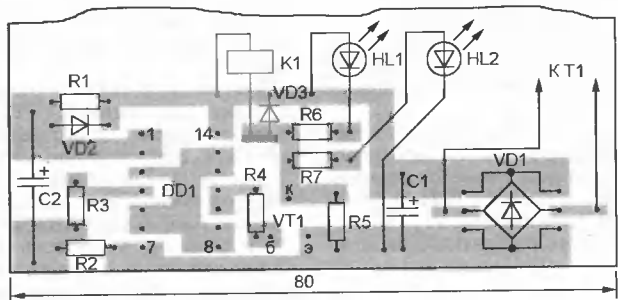 R1
VD2
C2
R3
R2
1
14
DD1
7
8
K1
VD3
HL1
HL2
К Т1
R6
R7
R4
к
VT1
б
э
R5
C1
VD1
80